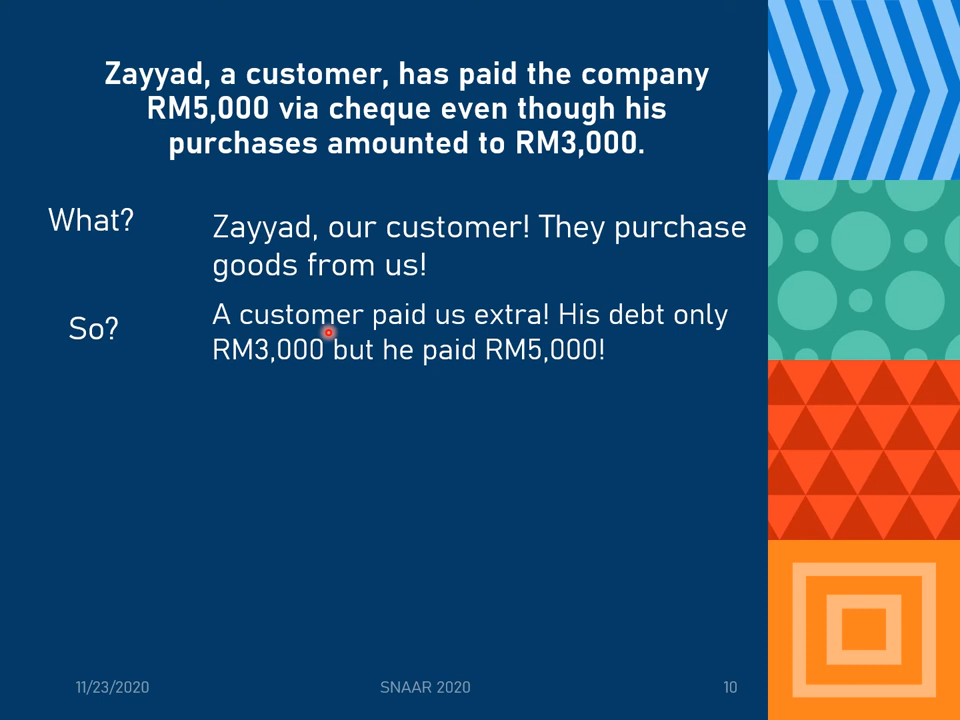 Zayyad, a customer, has paid the company
RM5,000 via cheque even though his
purchases amounted to RM3,000.
What?
Zayyad, our customer! They purchase
goods from us!
So?
A customer paid us extra! His debt only
RM3,000 but he paid RM5,000!
11/23/2020
SNAAR 2020
10